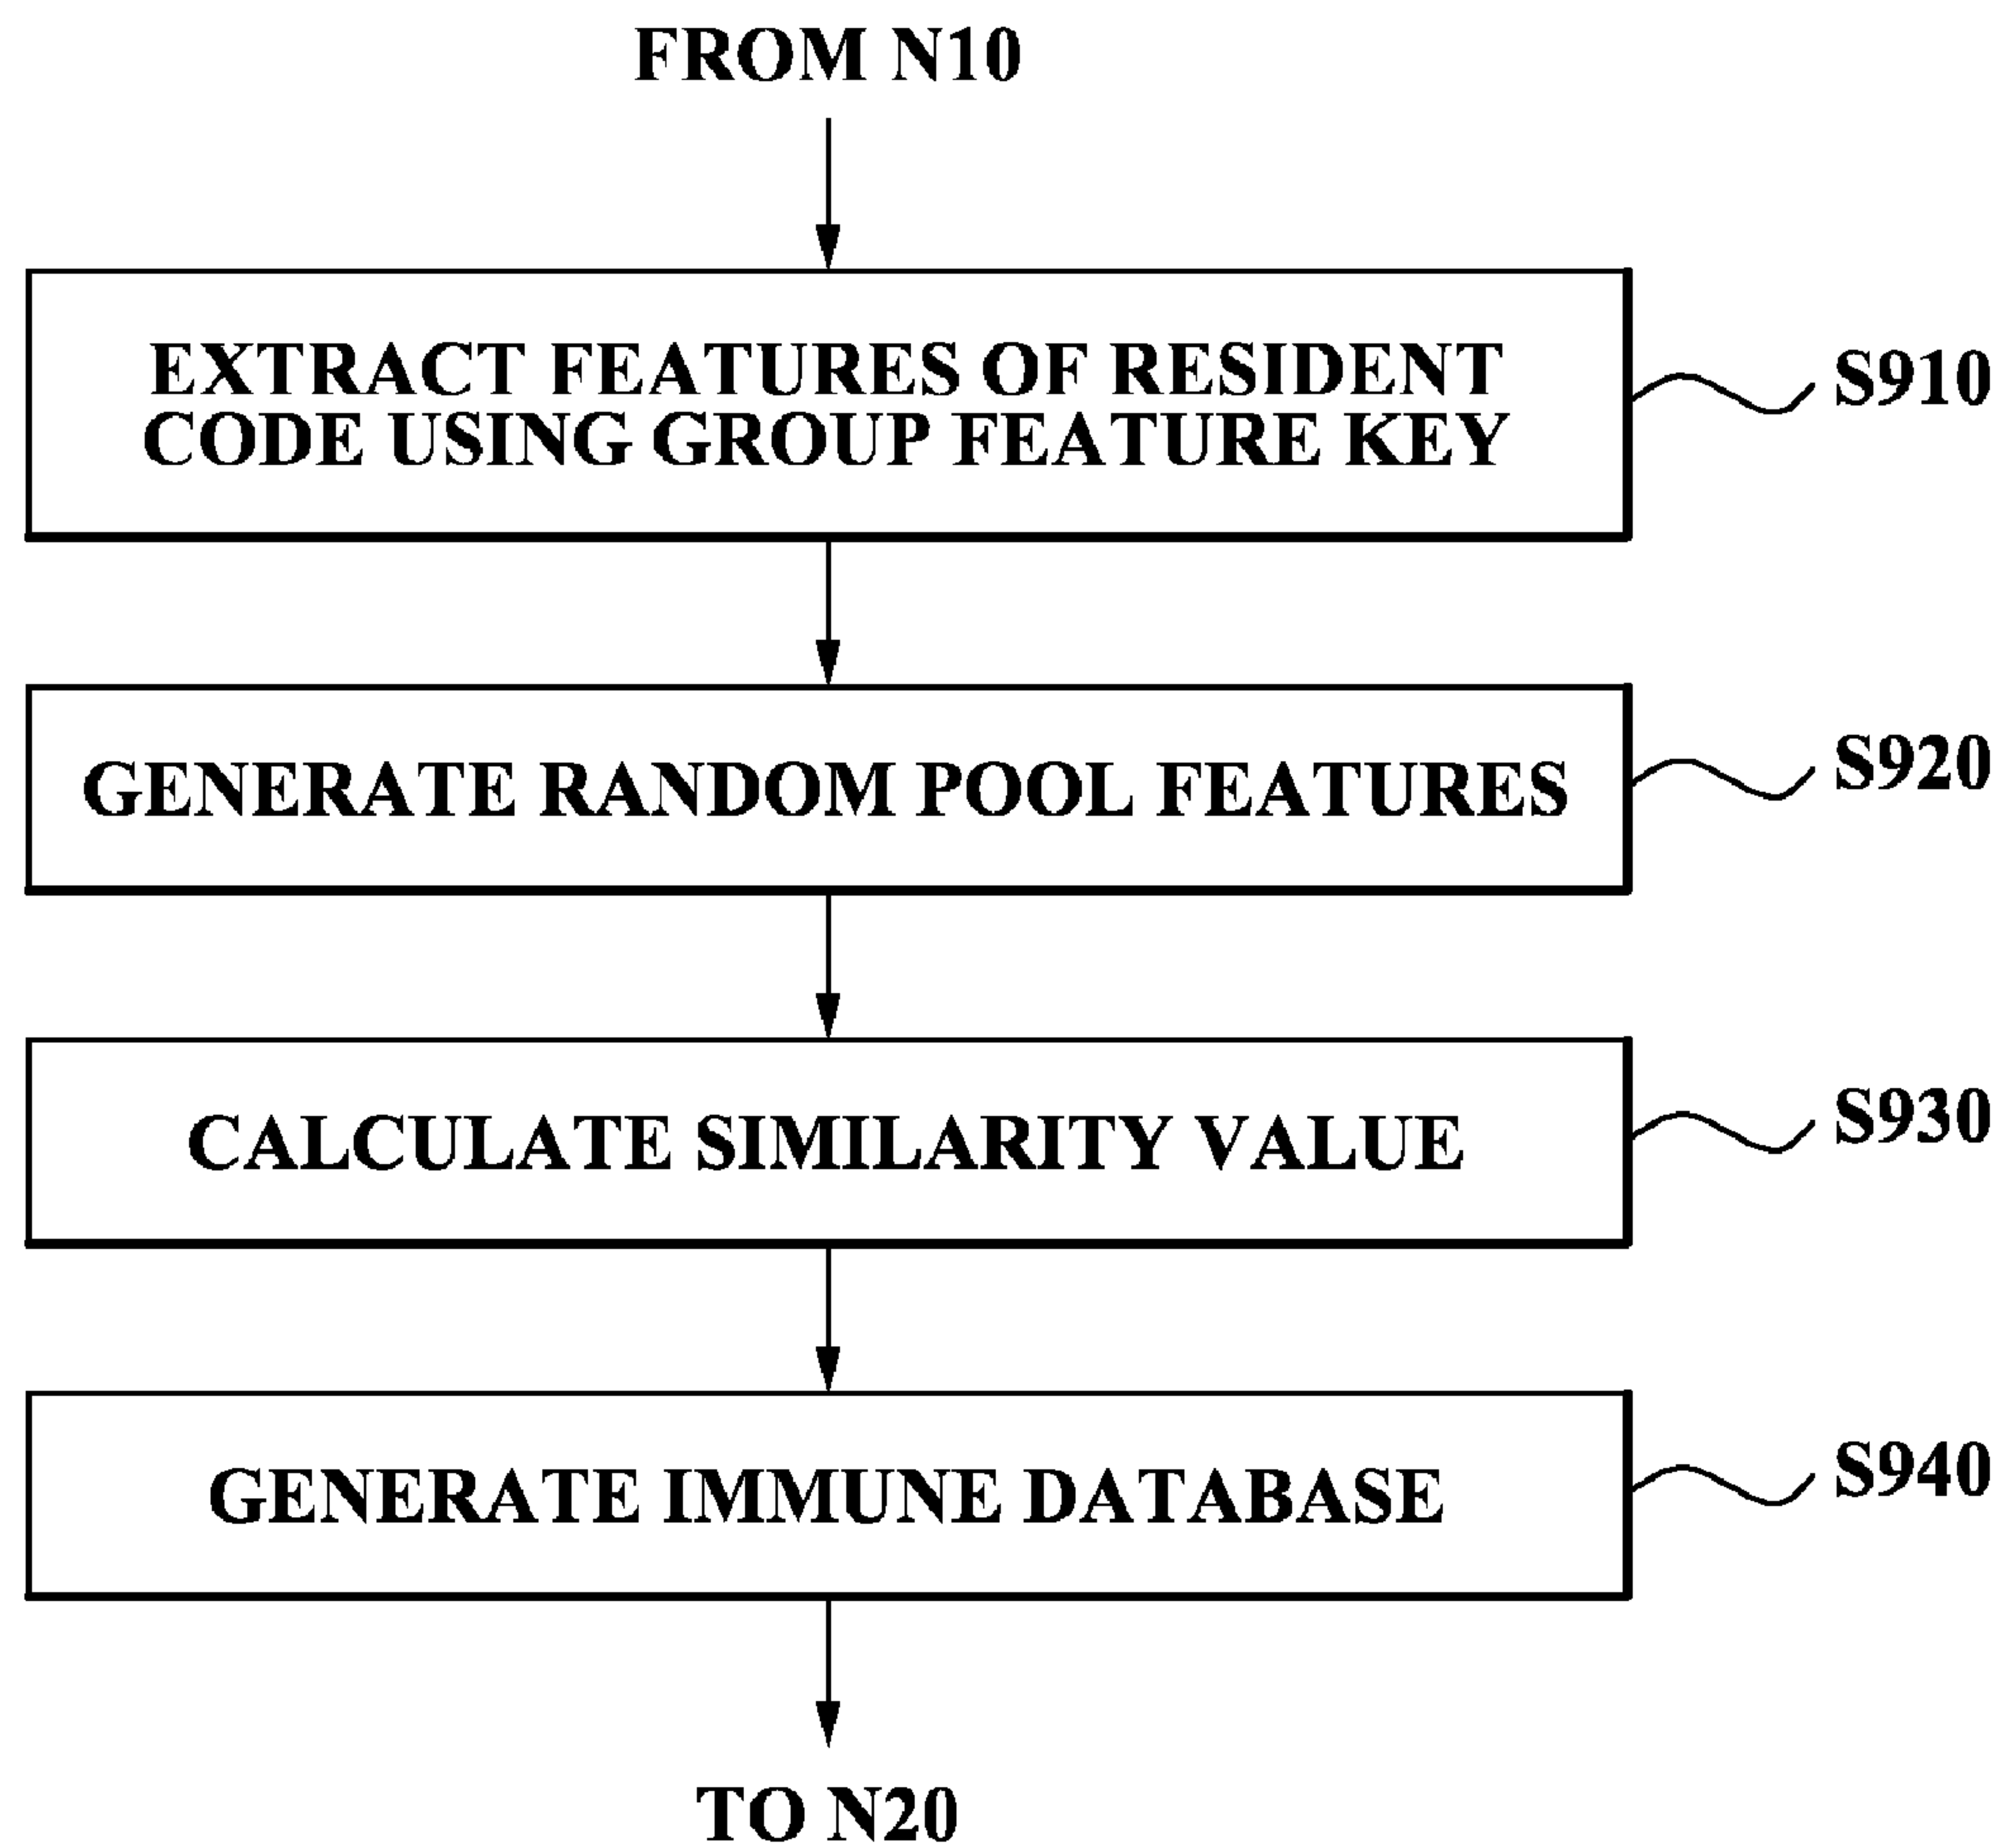 FROM N10
EXTRACT FEATURES OF RESIDENT
CODE USING GROUP FEATURE KEY
S910
GENERATE RANDOM POOL FEATURES
S920
CALCULATE SIMILARITY VALUE
S930
GENERATE IMMUNE DATABASE
S940
TO N20